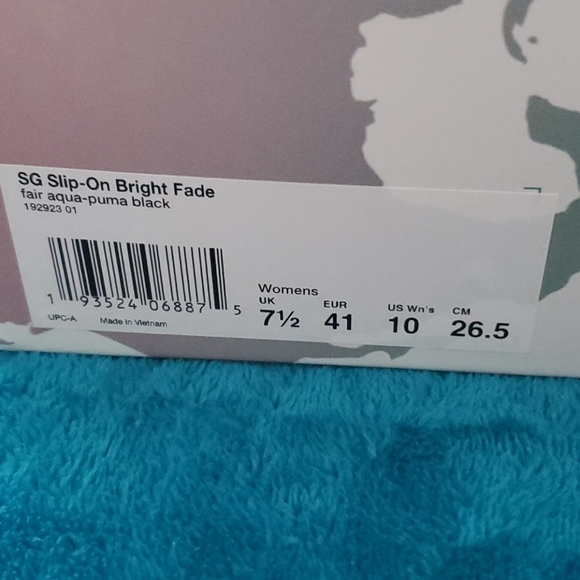 SG Slip-On Bright Fade
fair aqua-puma black
192923 01
1 93524 06887 5
UPC-A Made in Vietnam
Womens
UK EUR US Wn's CM
7½ 41 10 26.5